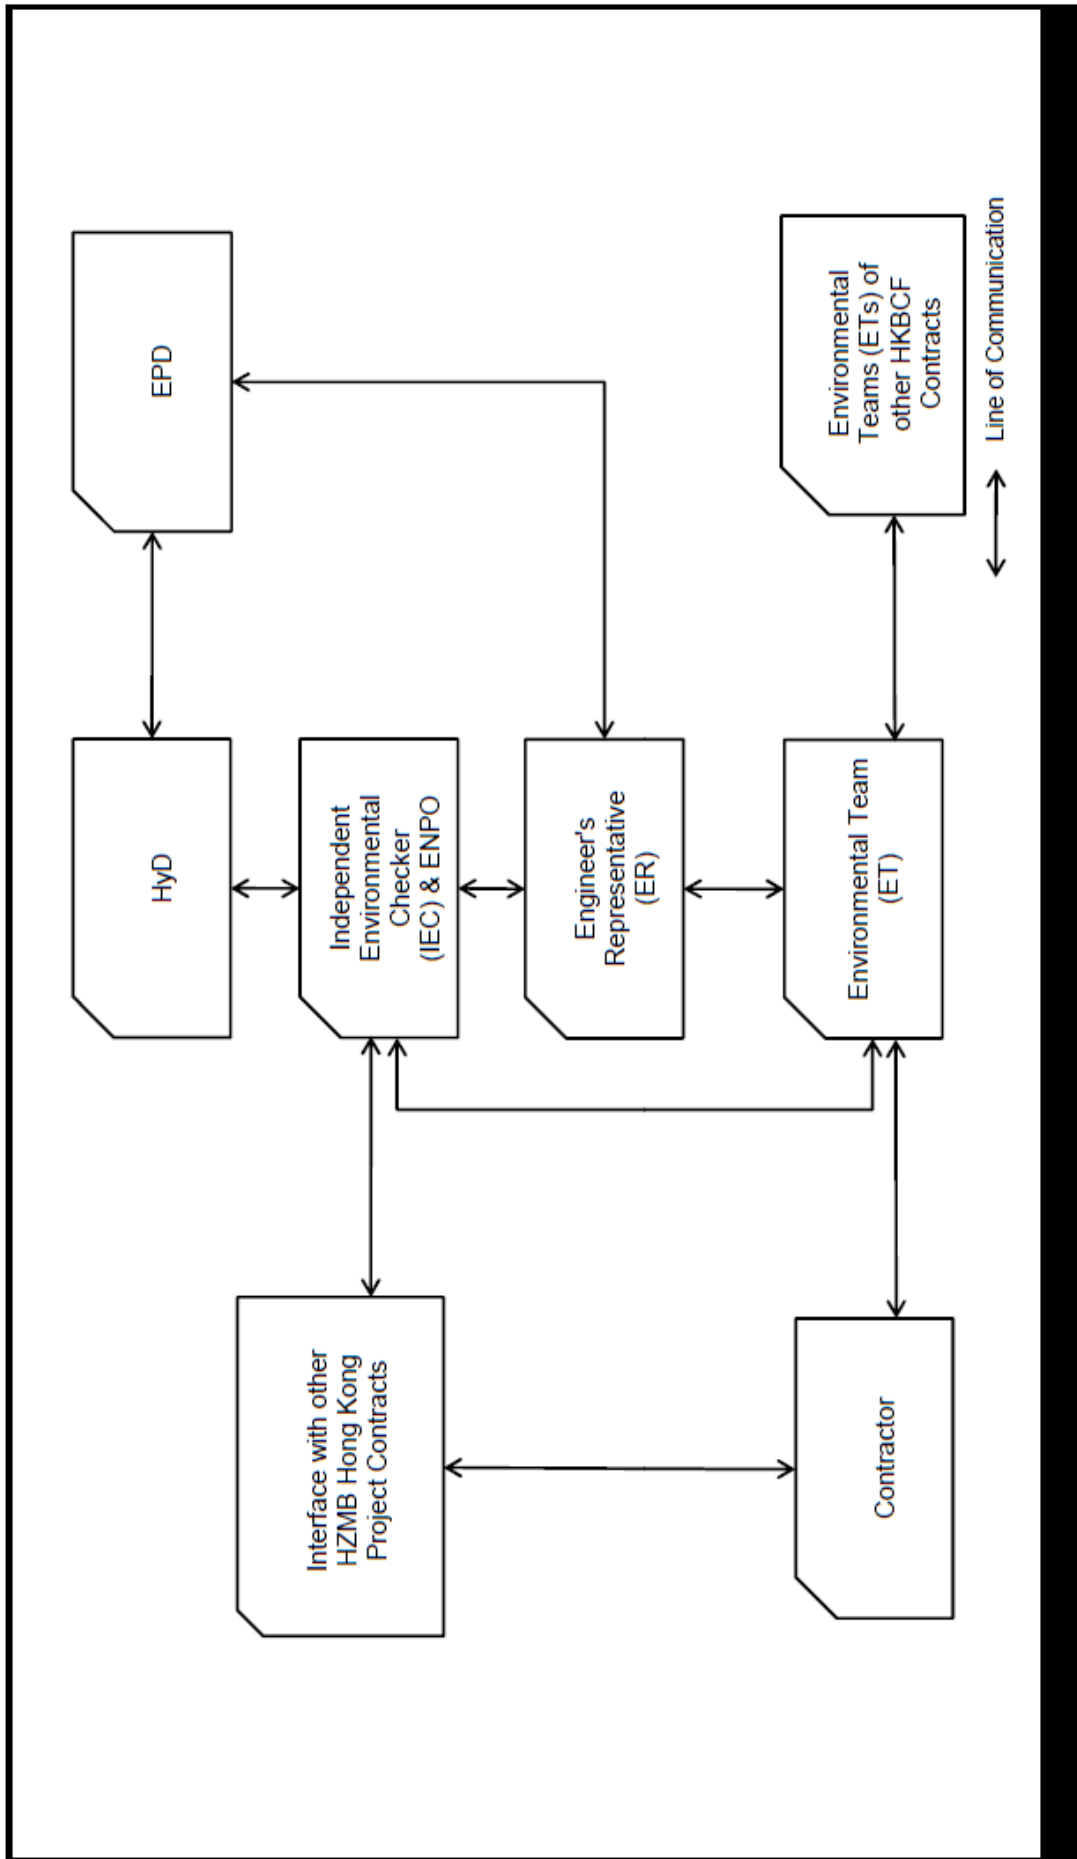 HyD
EPD
Interface with other
HZMB Hong Kong
Project Contracts
Independent
Environmental
Checker
(IEC) & ENPO
Engineer's
Representative
(ER)
Contractor
Environmental Team
(ET)
Environmental
Teams (ETs) of
other HKBCF
Contracts
Line of Communication